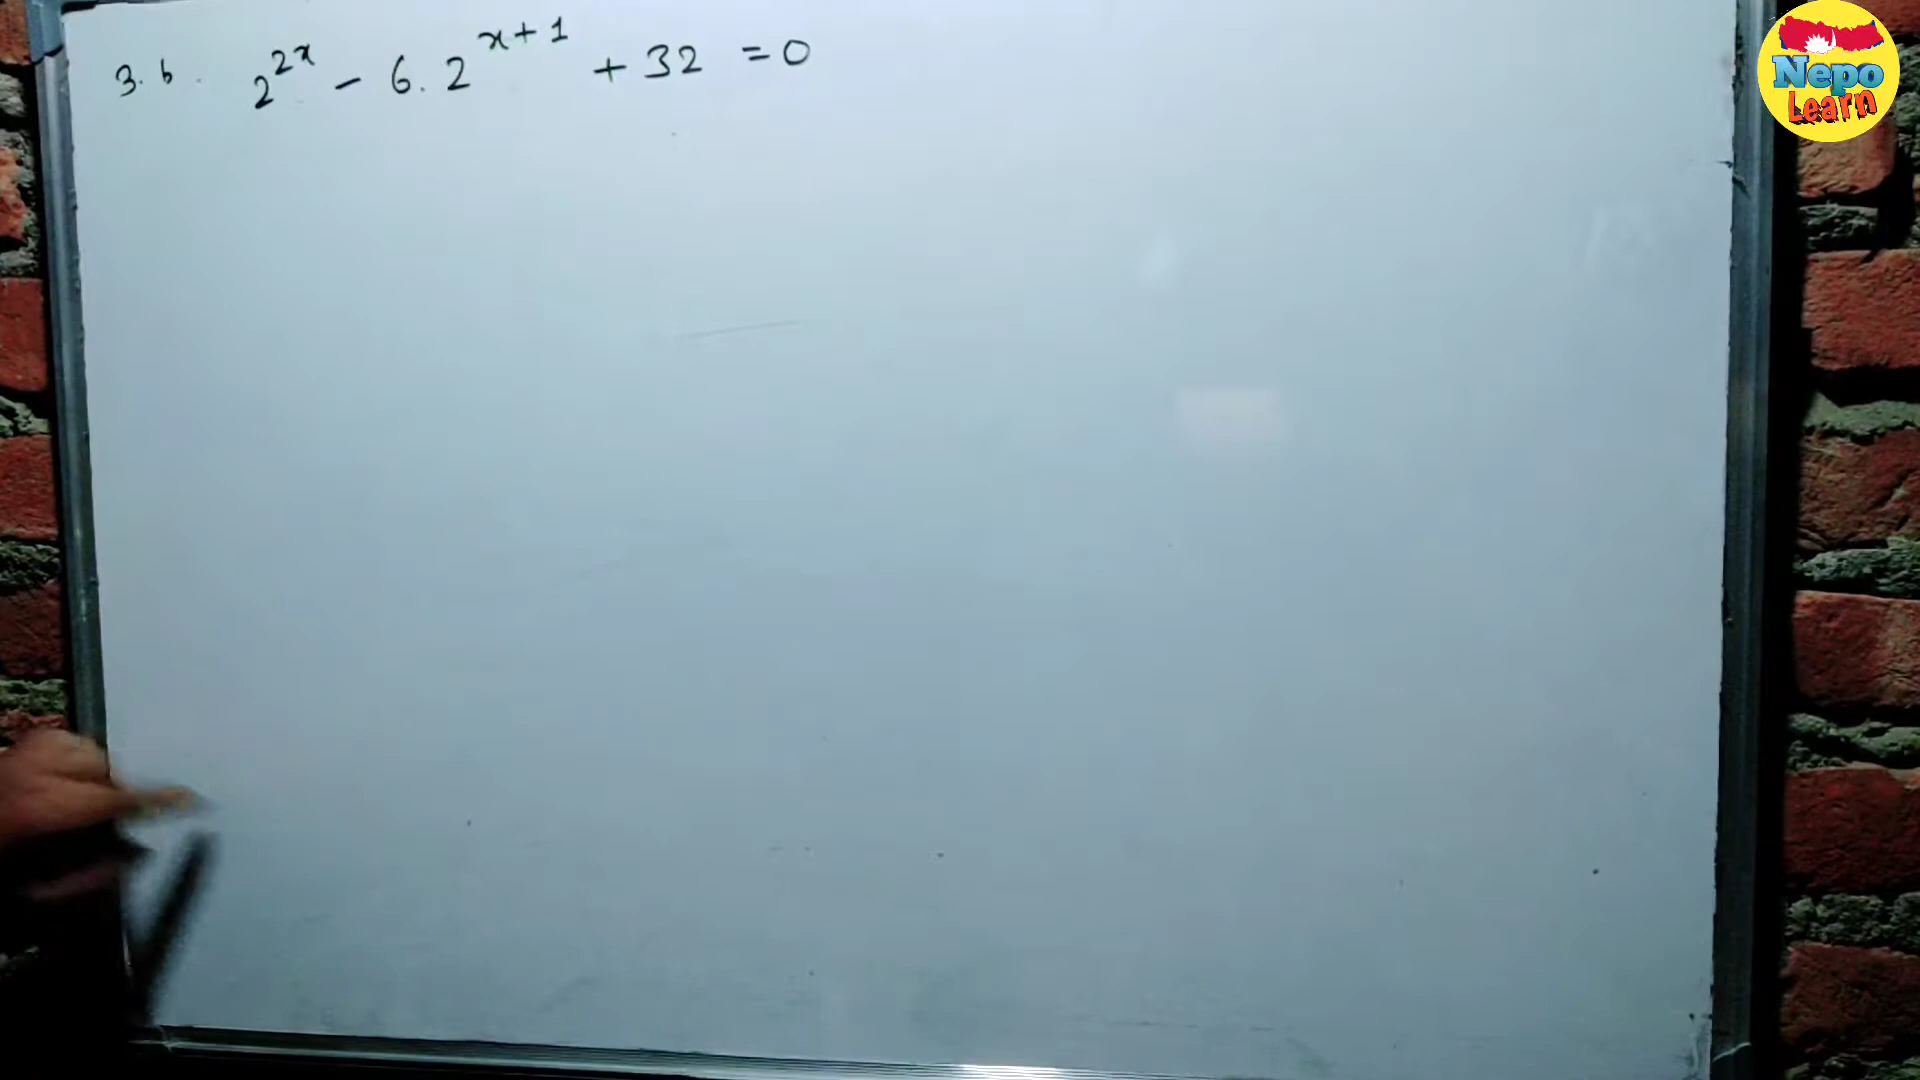 3. b. 2^{2x} - 6. 2^{x+1} + 32 = 0
Nepo
Learn